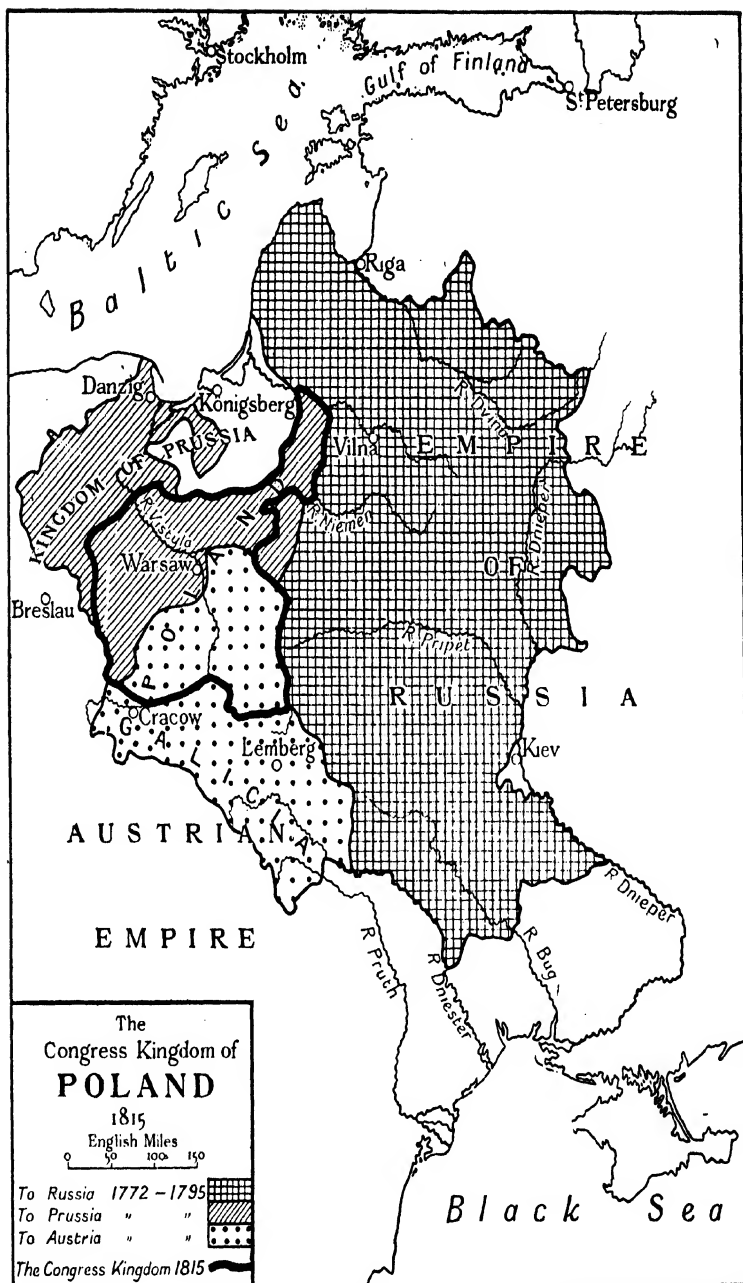 Stockholm
Gulf of Finland
St Petersburg
Baltic Sea
Riga
R. Dvina
Danzig
Königsberg
KINGDOM OF PRUSSIA
Vilna
EMPIRE
R. Niemen
R. Dnieper
R. Vistula
POLAND
Warsaw
OF
Breslau
R. Pripet
RUSSIA
Cracow
GALICIA
Lemberg
Kiev
AUSTRIAN
EMPIRE
R Dnieper
R Pruth
R Dniester
R Bug
Black Sea
The
Congress Kingdom of
POLAND
1815
English Miles
0 50 100 150
To Russia 1772-1795
To Prussia " "
To Austria " "
The Congress Kingdom 1815